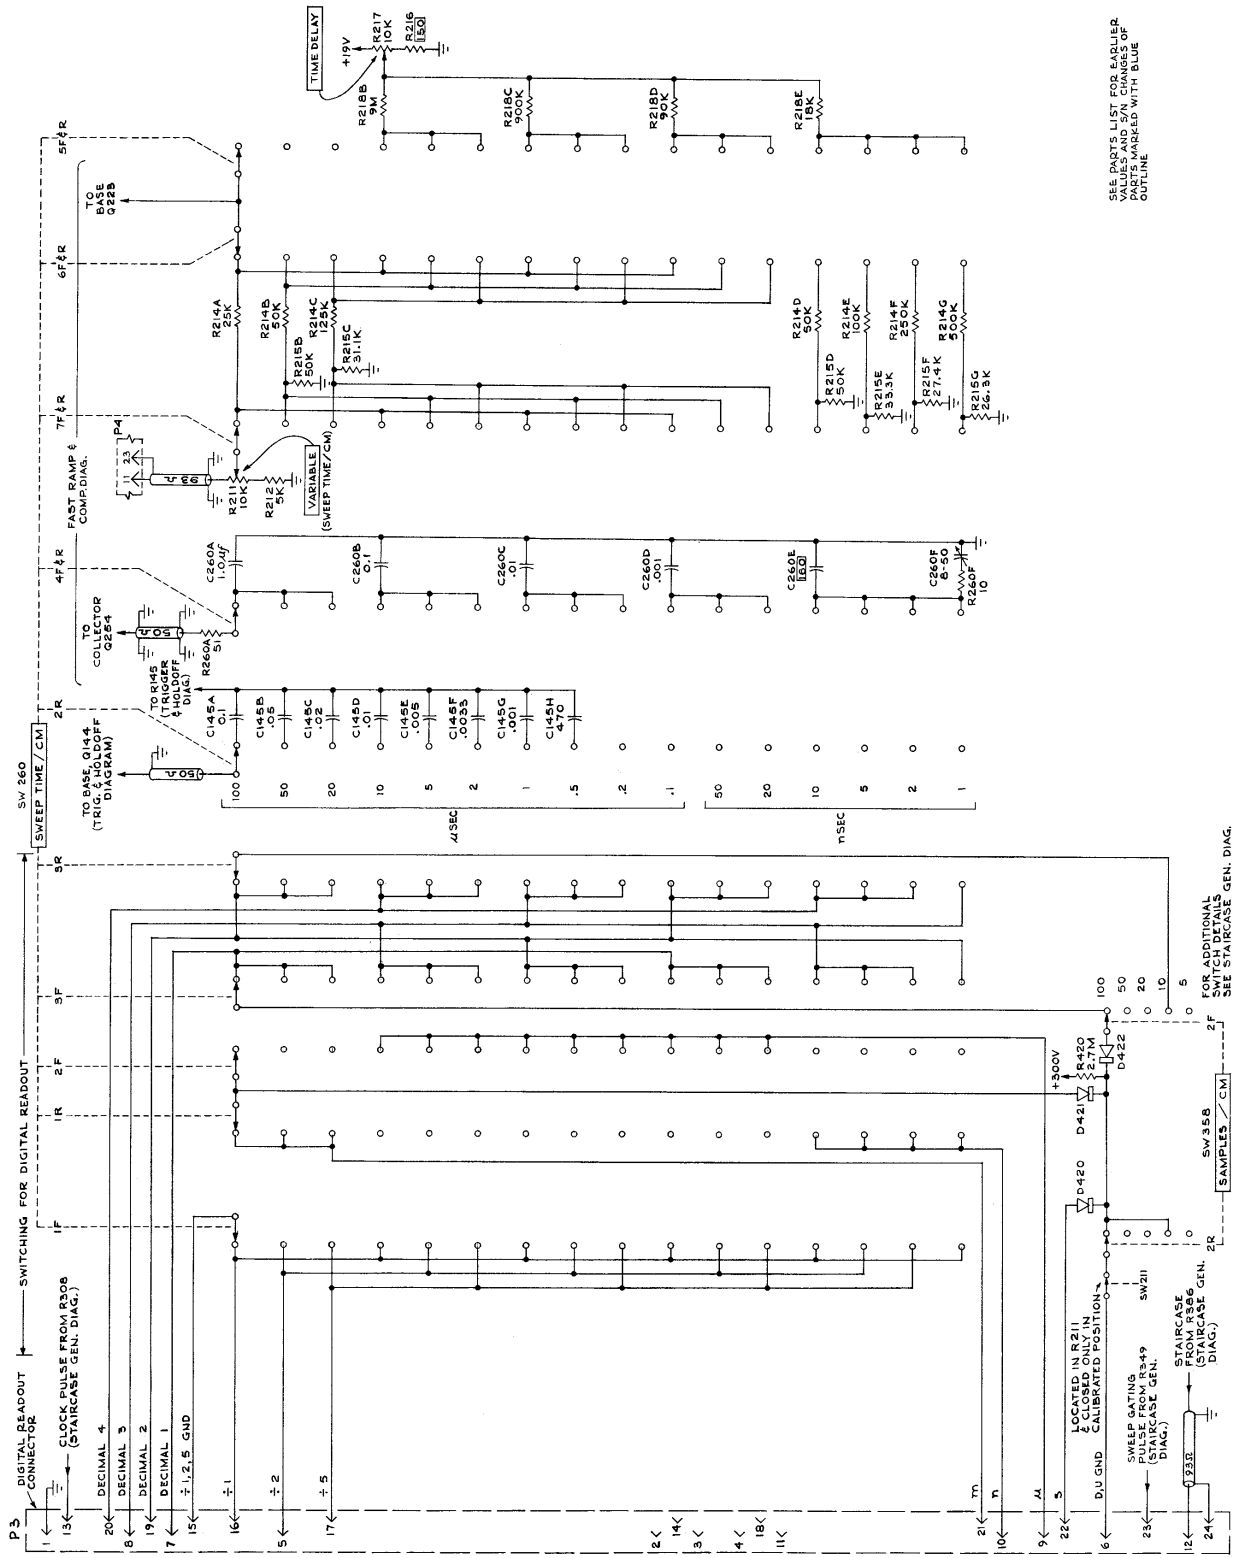 P3
DIGITAL READOUT
CONNECTOR
SWITCHING FOR DIGITAL READOUT
SW 260
SWEEP TIME / CM
1
13
CLOCK PULSE FROM R308
(STAIRCASE GEN. DIAG.)
20
DECIMAL 4
8
DECIMAL 3
19
DECIMAL 2
7
DECIMAL 1
15
÷1,2,5 GND
16
÷1
5
÷2
17
÷5
2
14
3
4
18
11
21
m
10
n
9
μ
22
S
6
D,U GND
23
SWEEP GATING
PULSE FROM R349
(STAIRCASE GEN.
DIAG.)
12
24
93Ω
STAIRCASE
FROM R386
(STAIRCASE GEN.
DIAG.)
LOCATED IN R211
& CLOSED ONLY IN
CALIBRATED POSITION
SW211
1F
1R
2F
3F
3R
2R
D420
D421
+300V
R420
2.7M
D422
2F
100
50
20
10
5
SW358
SAMPLES / CM
FOR ADDITIONAL
SWITCH DETAILS
SEE STAIRCASE GEN. DIAG.
μSEC
100
50
20
10
5
2
1
.5
.2
.1
nSEC
50
20
10
5
2
1
2R
TO BASE, Q144
(TRIG. & HOLDOFF
DIAGRAM)
50Ω
TO R145
(TRIGGER
& HOLDOFF
DIAG.)
C145A
0.1
C145B
.05
C145C
.02
C145D
.01
C145E
.005
C145F
.0033
C145G
.001
C145H
470
4F&R
TO
COLLECTOR
Q254
50Ω
R260A
51
C260A
1.0μf
C260B
0.1
C260C
.01
C260D
.001
C260E
180
C260F
8-50
R260F
10
FAST RAMP &
COMP. DIAG.
7F&R
P4
11 23
93Ω
R211
10K
R212
5K
VARIABLE
(SWEEP TIME/CM)
6F&R
R214A
25K
R214B
50K
R215B
50K
R214C
125K
R215C
31.1K
R214D
50K
R215D
50K
R214E
100K
R215E
33.3K
R214F
250K
R215F
27.4K
R214G
500K
R215G
26.3K
TO
BASE
Q223
5F&R
TIME DELAY
+19V
R217
10K
R216
150
R218B
9M
R218C
900K
R218D
90K
R218E
18K
SEE PARTS LIST FOR EARLIER
VALUES AND S/N CHANGES OF
PARTS MARKED WITH BLUE
OUTLINE